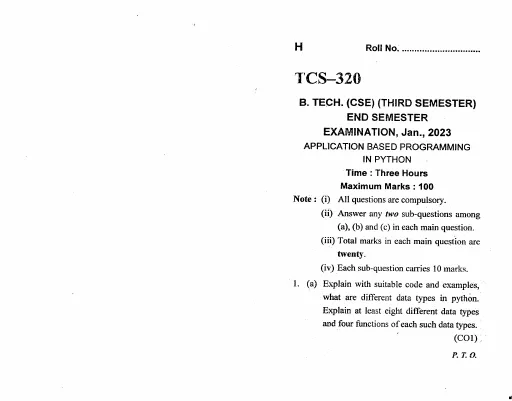 H Roll No. ..............................
TCS–320
B. TECH. (CSE) (THIRD SEMESTER)
END SEMESTER
EXAMINATION, Jan., 2023
APPLICATION BASED PROGRAMMING
IN PYTHON
Time : Three Hours
Maximum Marks : 100
Note : (i) All questions are compulsory.
(ii) Answer any two sub-questions among
(a), (b) and (c) in each main question.
(iii) Total marks in each main question are
twenty.
(iv) Each sub-question carries 10 marks.
1. (a) Explain with suitable code and examples,
what are different data types in python.
Explain at least eight different data types
and four functions of each such data types.
(CO1)
P. T. O.